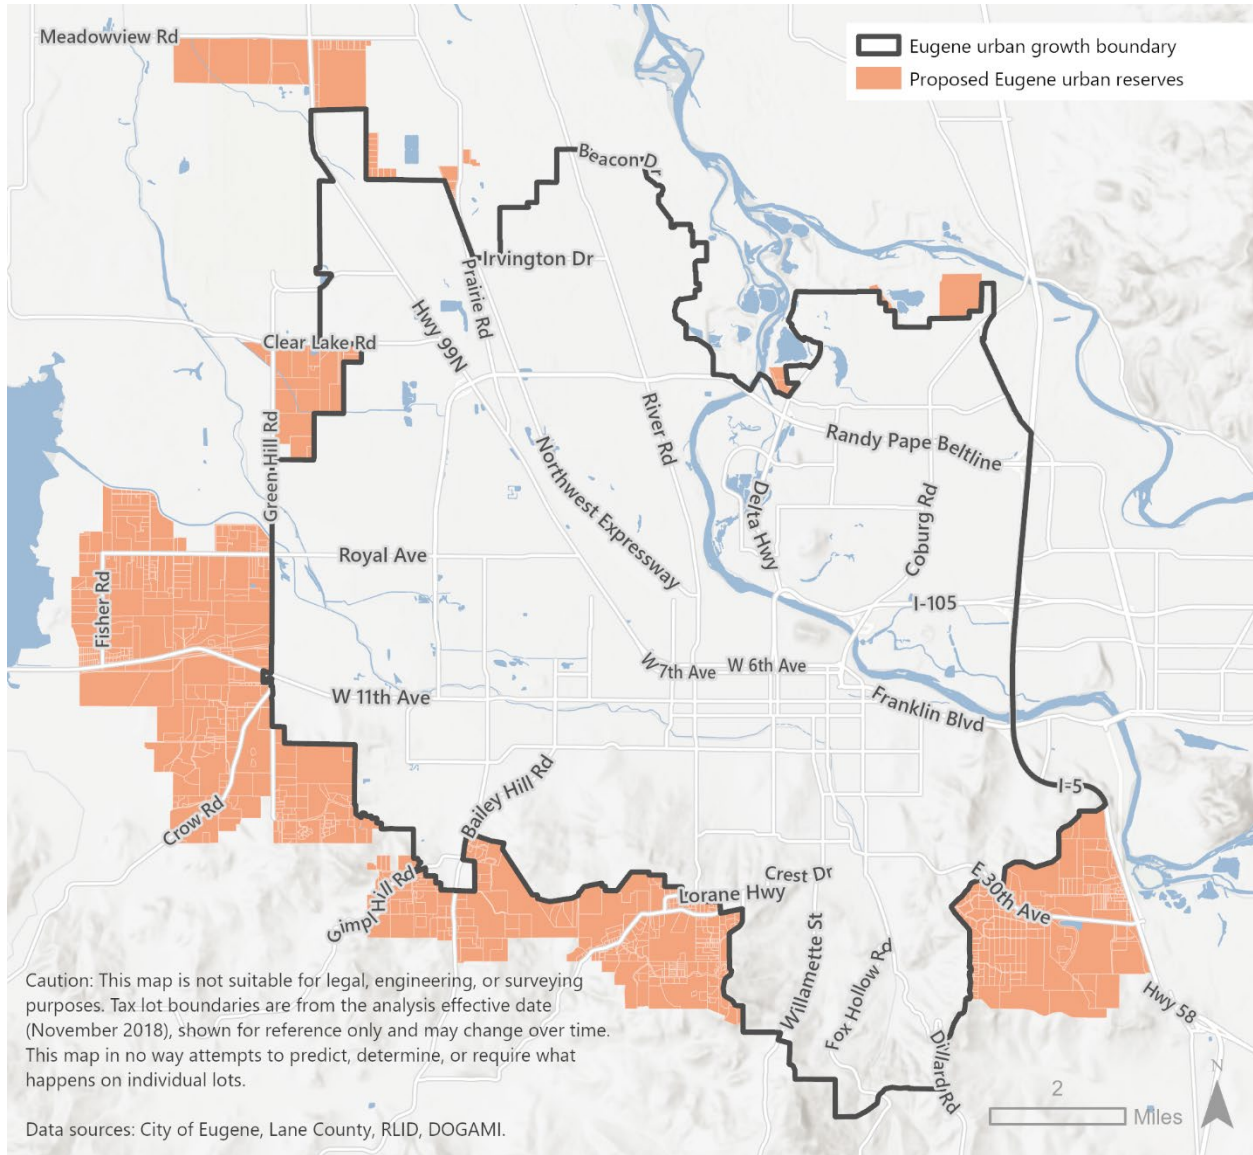 Meadowview Rd
Eugene urban growth boundary
Proposed Eugene urban reserves
Beacon Dr
Irvington Dr
Prairie Rd
Hwy 99N
Clear Lake Rd
River Rd
Green Hill Rd
Randy Pape Beltline
Northwest Expressway
Delta Hwy
Coburg Rd
Royal Ave
Fisher Rd
I-105
W 7th Ave
W 6th Ave
W 11th Ave
Franklin Blvd
Bailey Hill Rd
I-5
Crow Rd
Crest Dr
E 30th Ave
Lorane Hwy
Gimpl Hill Rd
Willamette St
Fox Hollow Rd
Hwy 58
Dillard Rd
Caution: This map is not suitable for legal, engineering, or surveying
purposes. Tax lot boundaries are from the analysis effective date
(November 2018), shown for reference only and may change over time.
This map in no way attempts to predict, determine, or require what
happens on individual lots.
Data sources: City of Eugene, Lane County, RLID, DOGAMI.
2
Miles
N